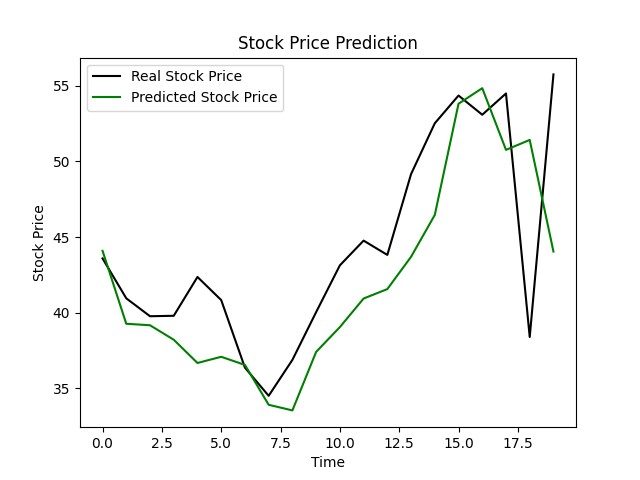 Stock Price Prediction
Real Stock Price
Predicted Stock Price
Stock Price
55
50
45
40
35
0.0 2.5 5.0 7.5 10.0 12.5 15.0 17.5
Time